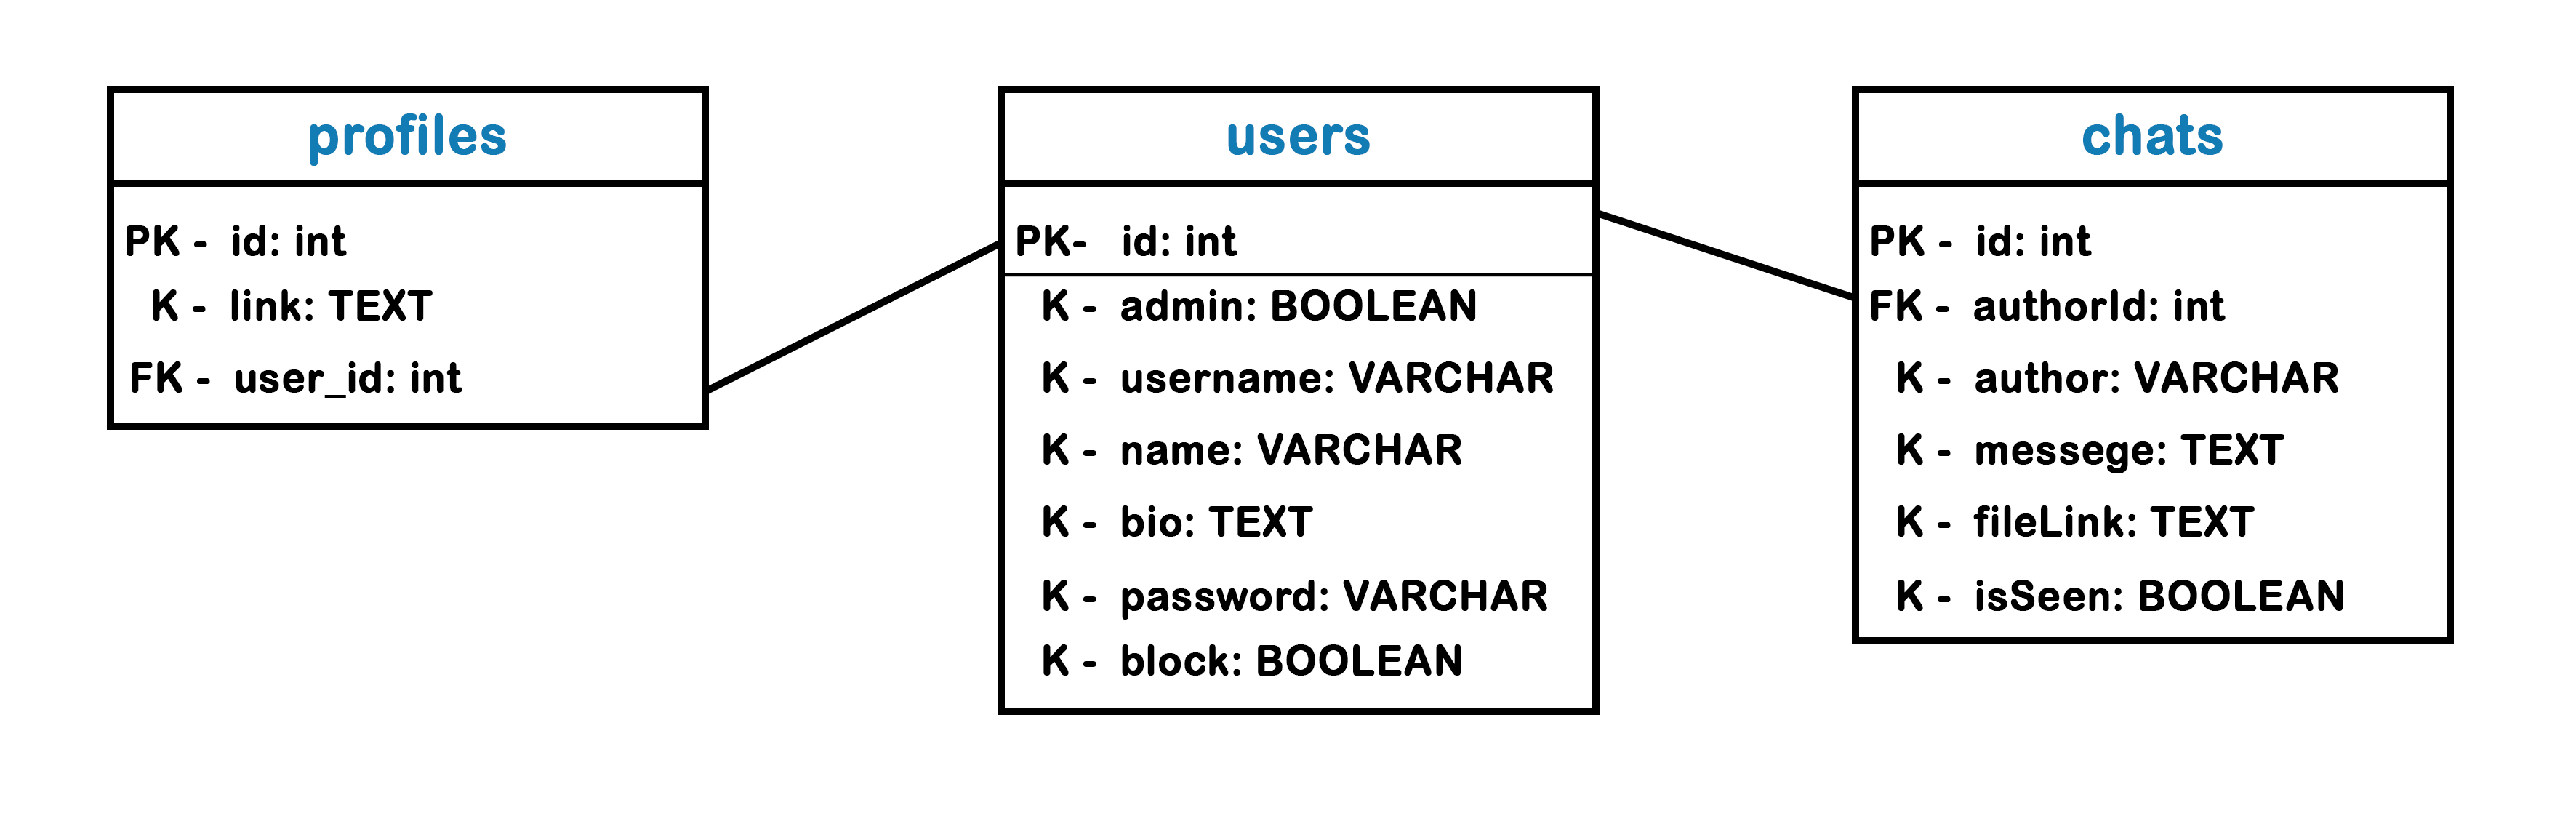 profiles
PK - id: int
K - link: TEXT
FK - user_id: int
users
PK- id: int
K - admin: BOOLEAN
K - username: VARCHAR
K - name: VARCHAR
K - bio: TEXT
K - password: VARCHAR
K - block: BOOLEAN
chats
PK - id: int
FK - authorId: int
K - author: VARCHAR
K - messege: TEXT
K - fileLink: TEXT
K - isSeen: BOOLEAN